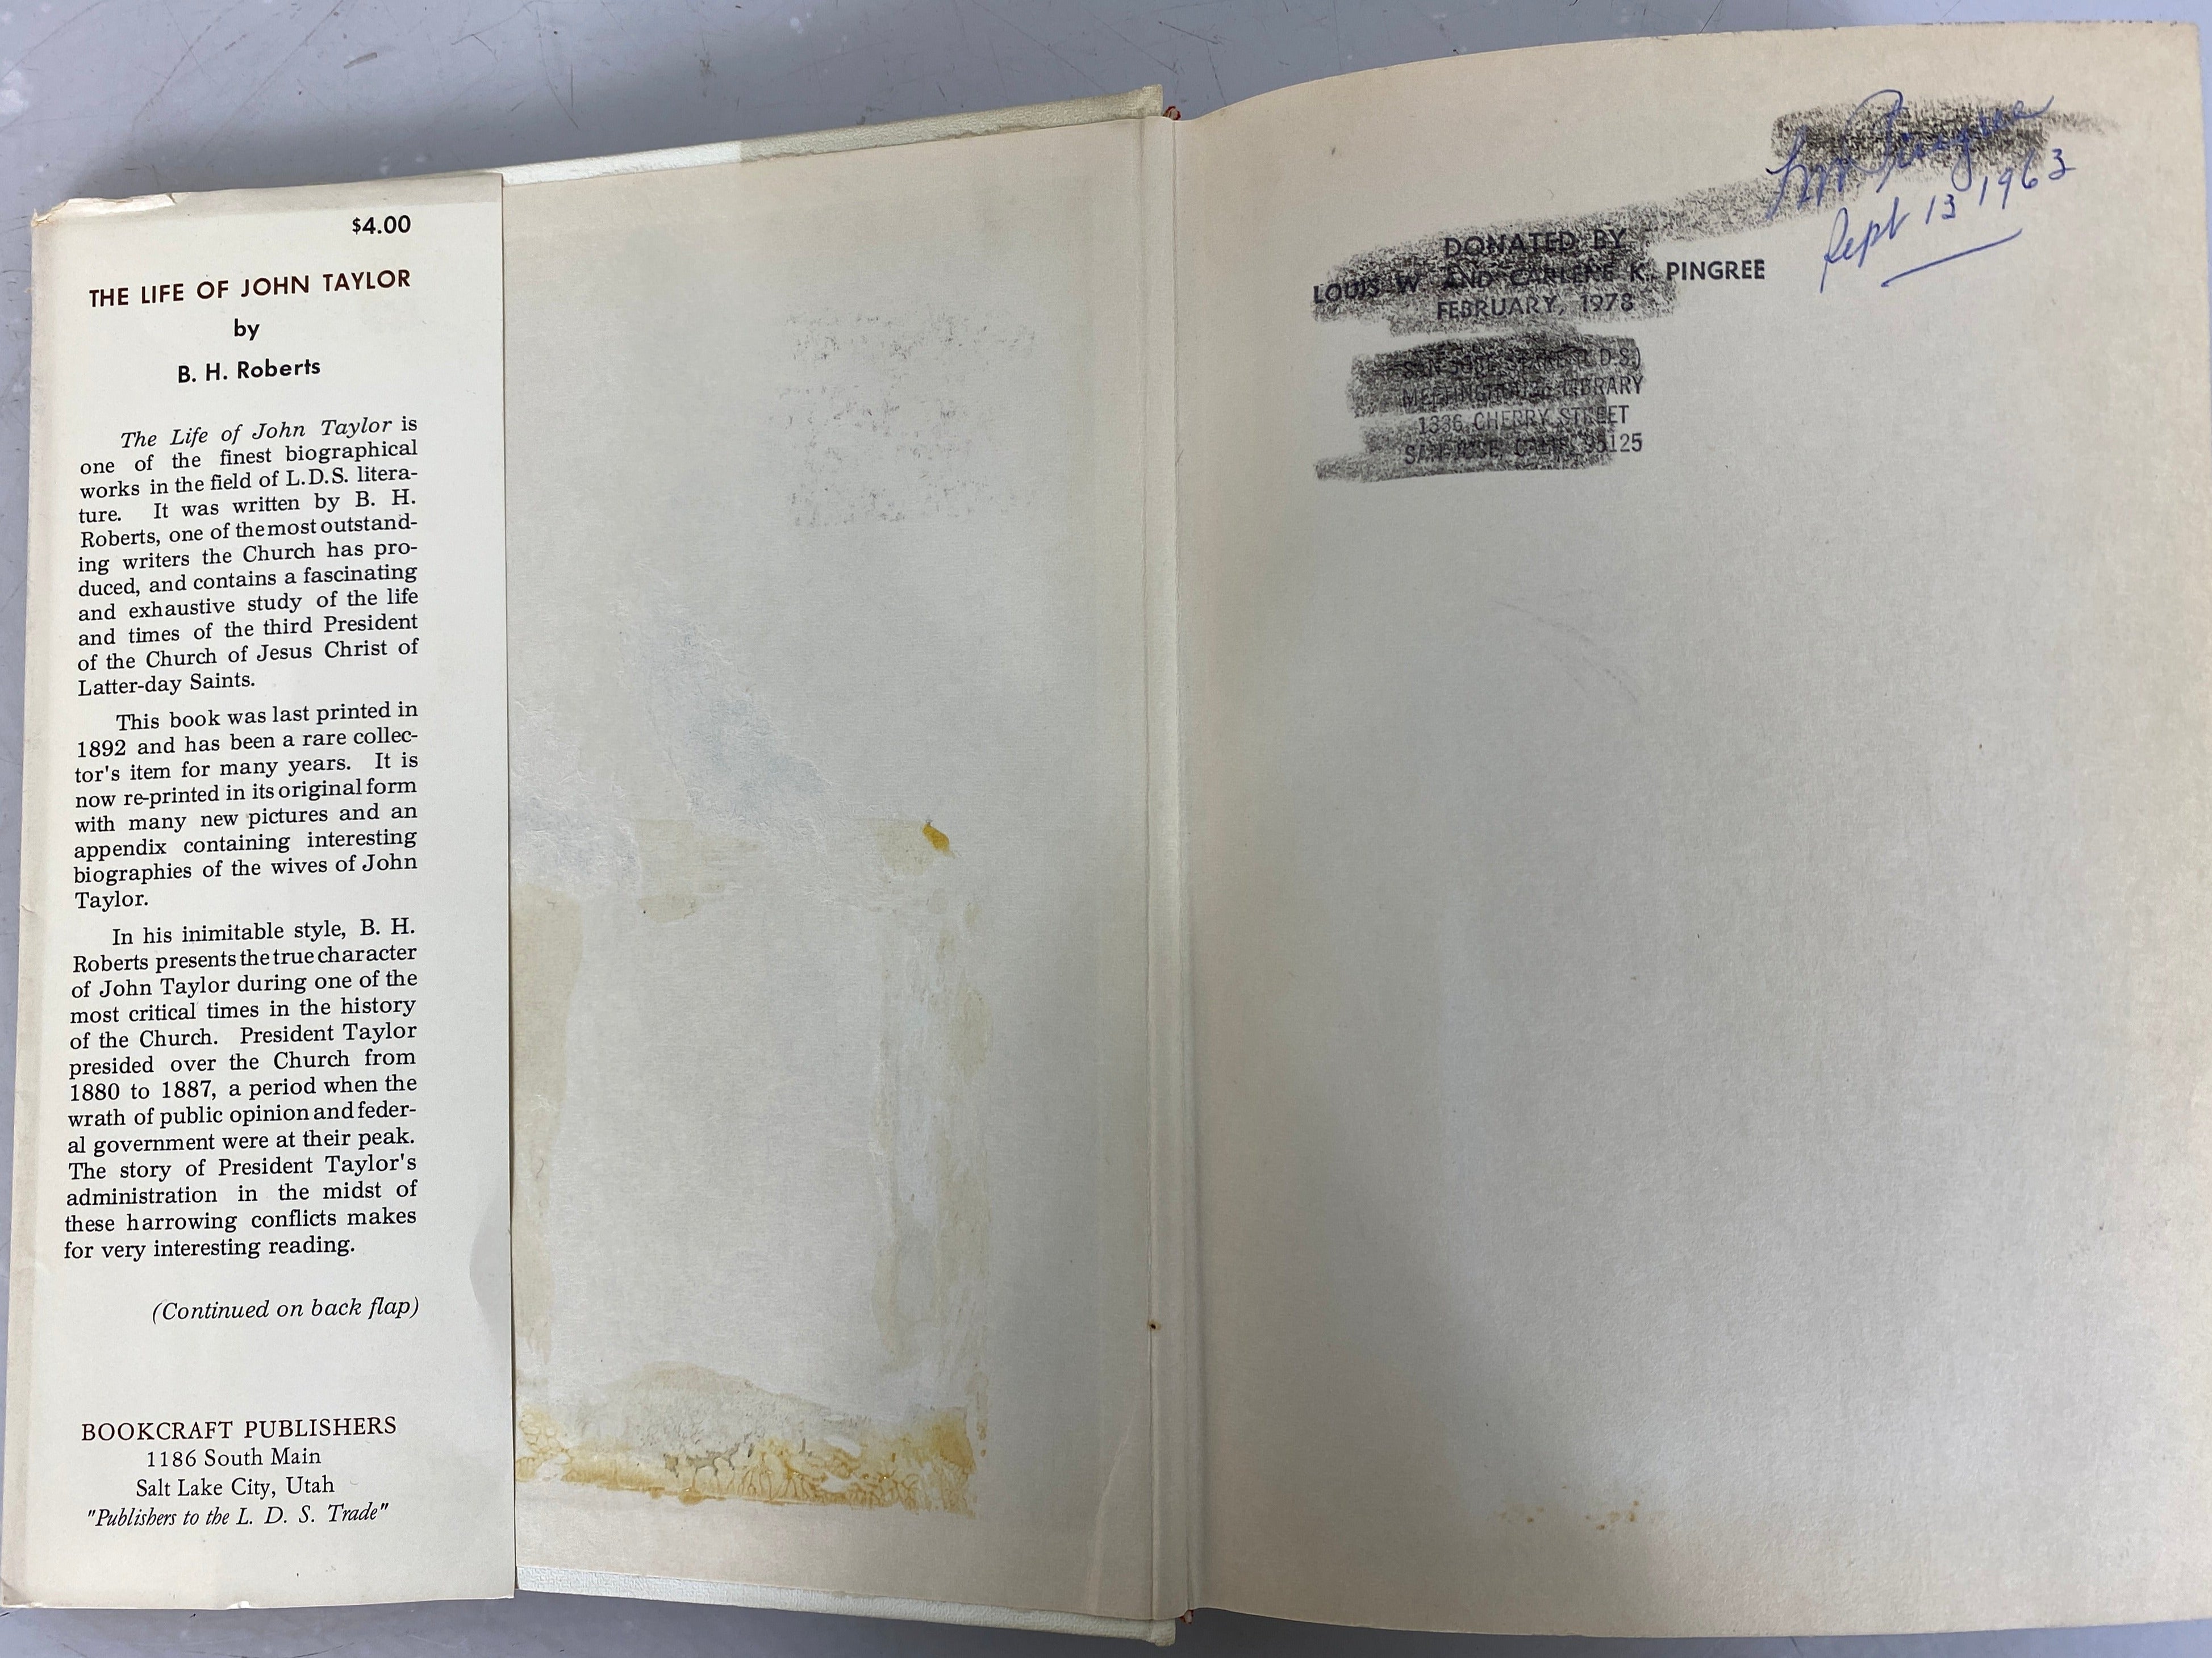 $4.00
THE LIFE OF JOHN TAYLOR
by
B. H. Roberts
The Life of John Taylor is
one of the finest biographical
works in the field of L.D.S. litera-
ture. It was written by B. H.
Roberts, one of the most outstand-
ing writers the Church has pro-
duced, and contains a fascinating
and exhaustive study of the life
and times of the third President
of the Church of Jesus Christ of
Latter-day Saints.
This book was last printed in
1892 and has been a rare collec-
tor's item for many years. It is
now re-printed in its original form
with many new pictures and an
appendix containing interesting
biographies of the wives of John
Taylor.
In his inimitable style, B. H.
Roberts presents the true character
of John Taylor during one of the
most critical times in the history
of the Church. President Taylor
presided over the Church from
1880 to 1887, a period when the
wrath of public opinion and feder-
al government were at their peak.
The story of President Taylor's
administration in the midst of
these harrowing conflicts makes
for very interesting reading.
(Continued on back flap)
BOOKCRAFT PUBLISHERS
1186 South Main
Salt Lake City, Utah
"Publishers to the L. D. S. Trade"
Pingree
Sept 13 1963
DONATED BY
LOUIS W AND CARLENE K. PINGREE
FEBRUARY, 1978
SAN JOSE STAKE (L.D.S.)
MEETINGHOUSE LIBRARY
1336 CHERRY STREET
SAN JOSE, CALIF. 95125